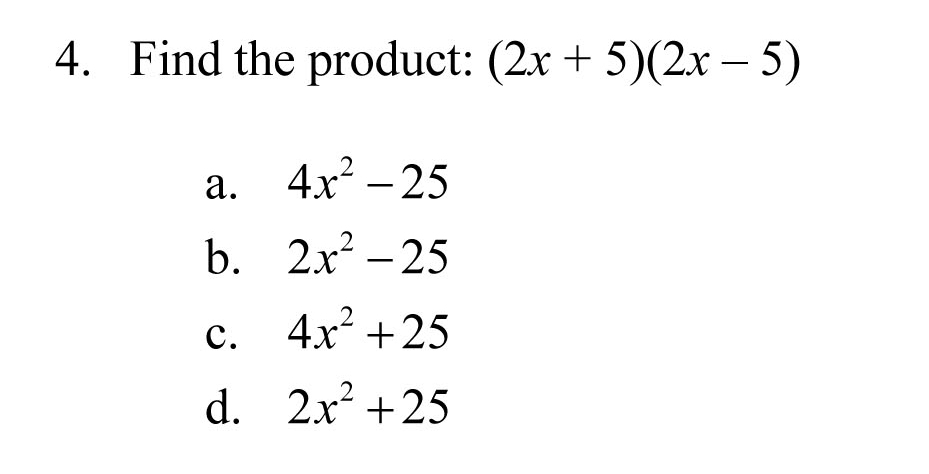 4. Find the product: (2x + 5)(2x – 5)
a. 4x² – 25
b. 2x² – 25
c. 4x² + 25
d. 2x² + 25